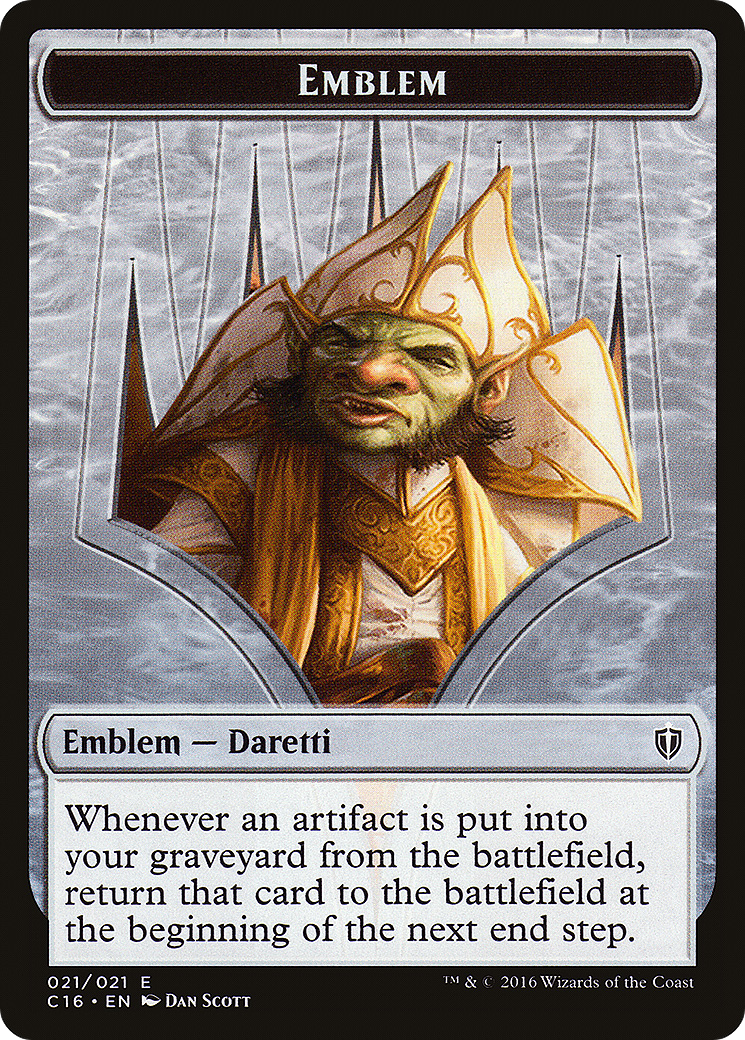 Emblem
Emblem — Daretti
Whenever an artifact is put into
your graveyard from the battlefield,
return that card to the battlefield at
the beginning of the next end step.
021/021 E
™ & © 2016 Wizards of the Coast
C16 • EN Dan Scott